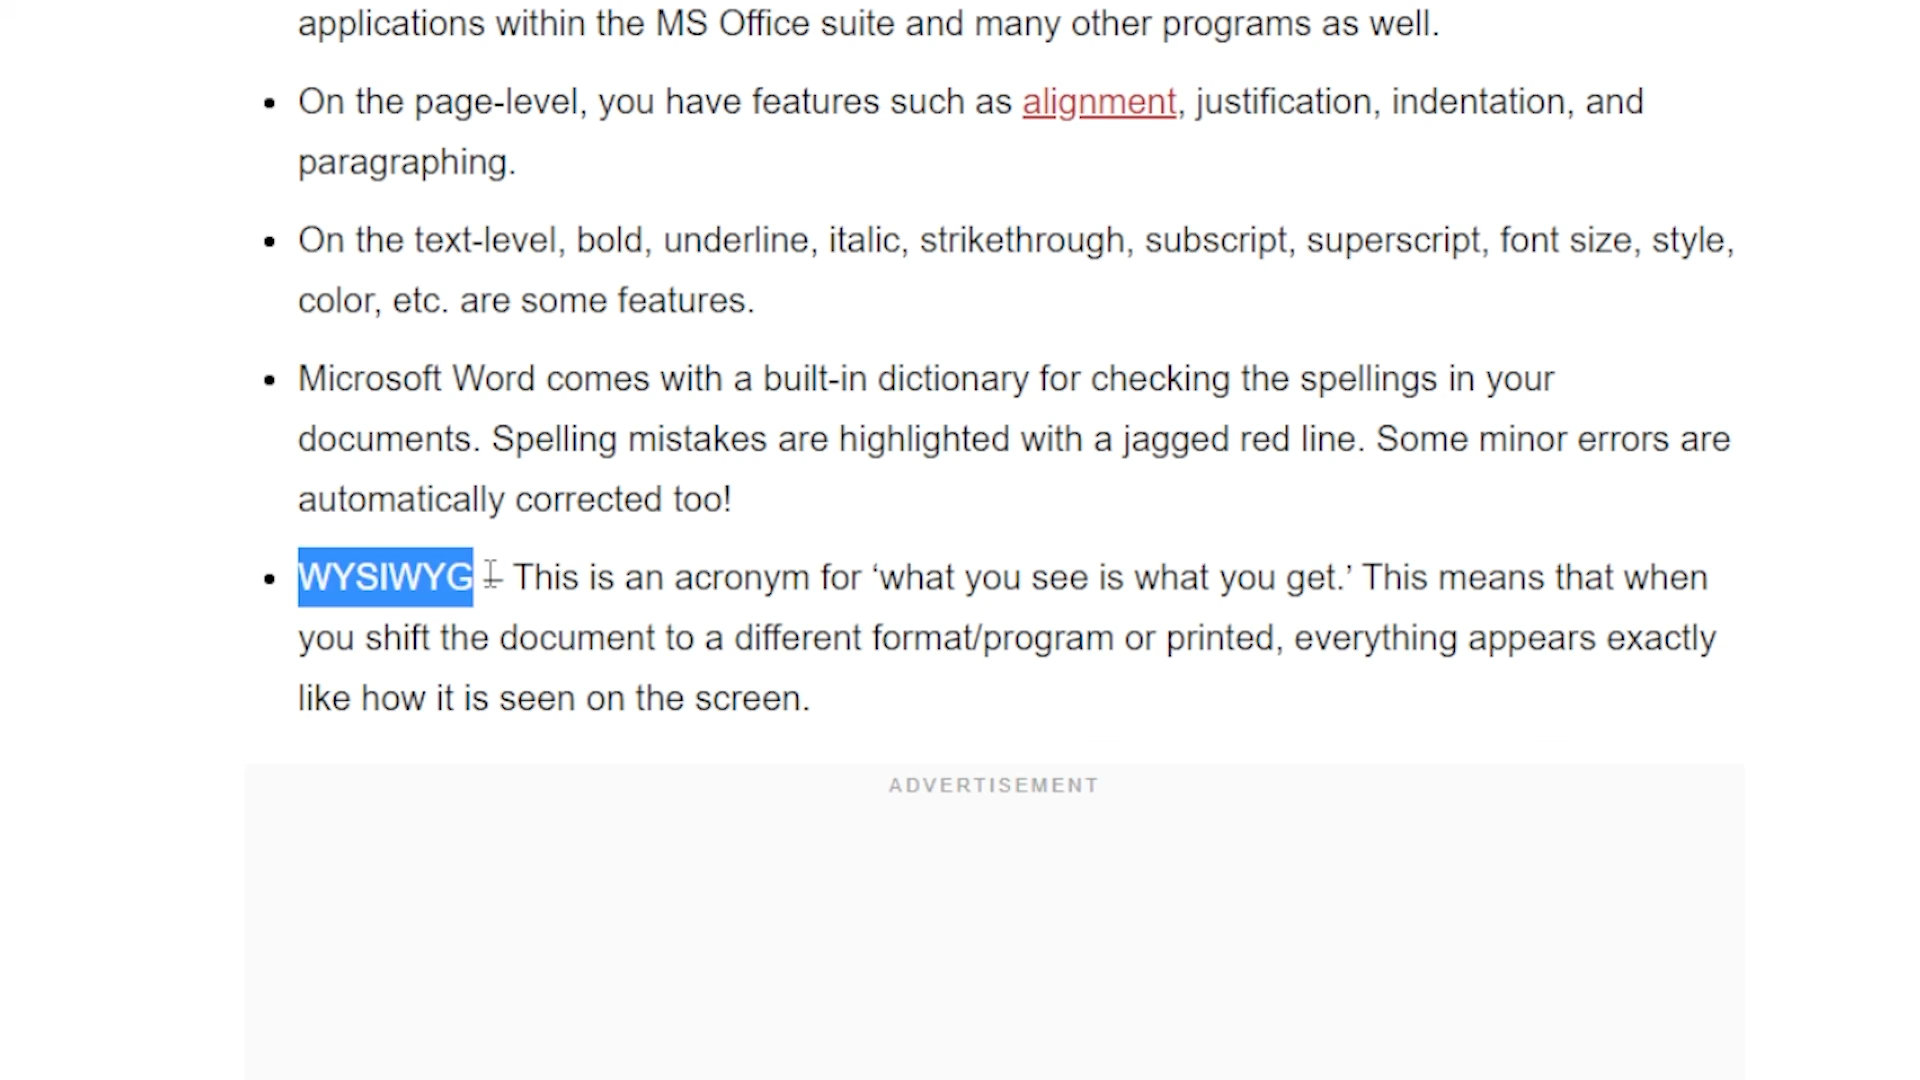 applications within the MS Office suite and many other programs as well.
On the page-level, you have features such as alignment, justification, indentation, and
paragraphing.
On the text-level, bold, underline, italic, strikethrough, subscript, superscript, font size, style,
color, etc. are some features.
Microsoft Word comes with a built-in dictionary for checking the spellings in your
documents. Spelling mistakes are highlighted with a jagged red line. Some minor errors are
automatically corrected too!
WYSIWYG – This is an acronym for ‘what you see is what you get.’ This means that when
you shift the document to a different format/program or printed, everything appears exactly
like how it is seen on the screen.
ADVERTISEMENT